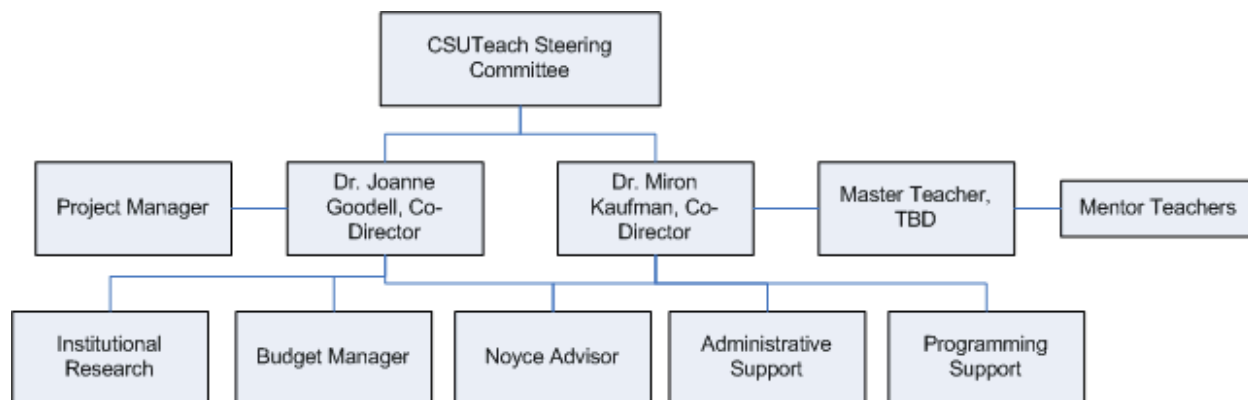 CSUTeach Steering
Committee
Project Manager
Dr. Joanne
Goodell, Co-
Director
Dr. Miron
Kaufman, Co-
Director
Master Teacher,
TBD
Mentor Teachers
Institutional
Research
Budget Manager
Noyce Advisor
Administrative
Support
Programming
Support